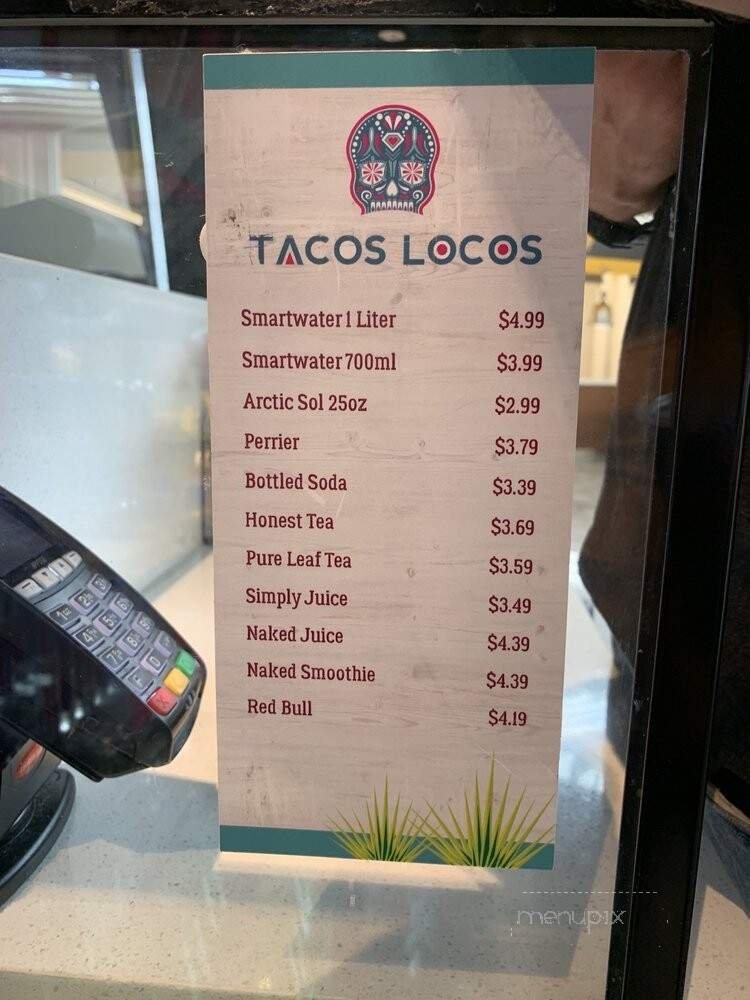 TACOS LOCOS
Smartwater 1 Liter $4.99
Smartwater 700ml $3.99
Arctic Sol 25oz $2.99
Perrier $3.79
Bottled Soda $3.39
Honest Tea $3.69
Pure Leaf Tea $3.59
Simply Juice $3.49
Naked Juice $4.39
Naked Smoothie $4.39
Red Bull $4.19
menupix